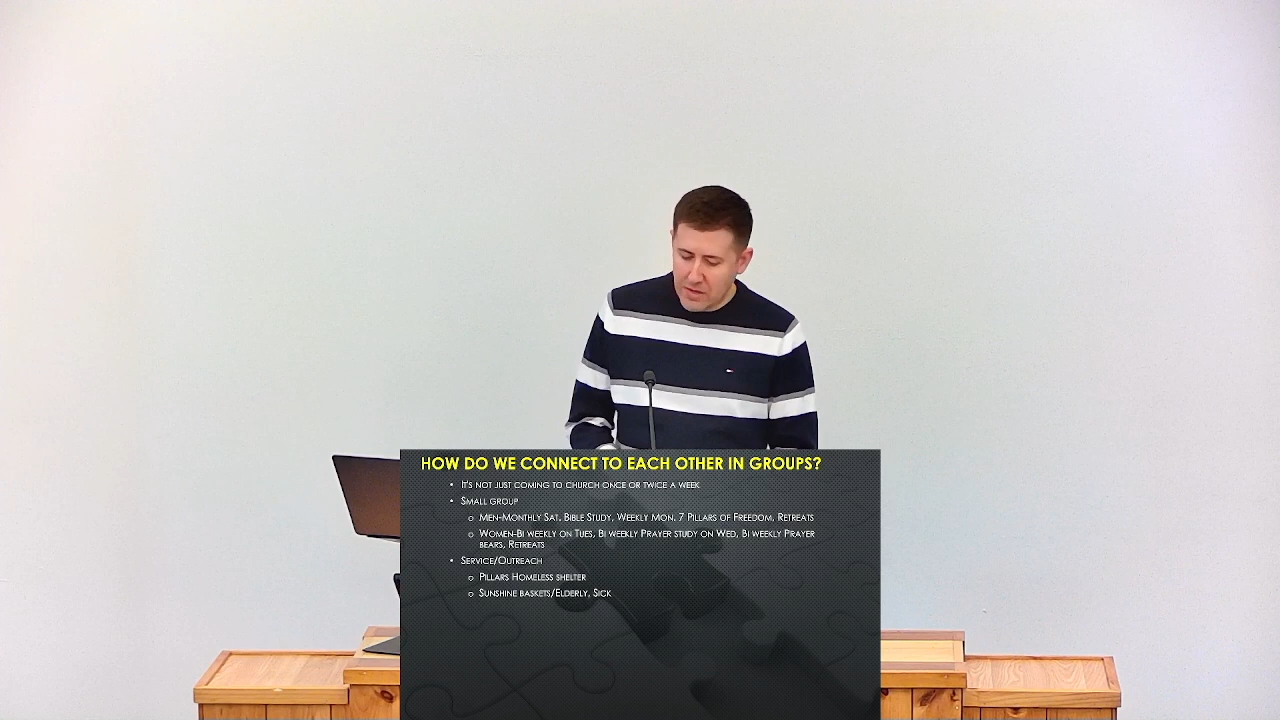 HOW DO WE CONNECT TO EACH OTHER IN GROUPS?
• IT'S NOT JUST COMING TO CHURCH ONCE OR TWICE A WEEK
• SMALL GROUP
o MEN-MONTHLY SAT. BIBLE STUDY, WEEKLY MON. 7 PILLARS OF FREEDOM, RETREATS
o WOMEN-BI WEEKLY ON TUES, BI WEEKLY PRAYER STUDY ON WED, BI WEEKLY PRAYER
BEARS, RETREATS
• SERVICE/OUTREACH
o PILLARS HOMELESS SHELTER
o SUNSHINE BASKETS/ELDERLY, SICK